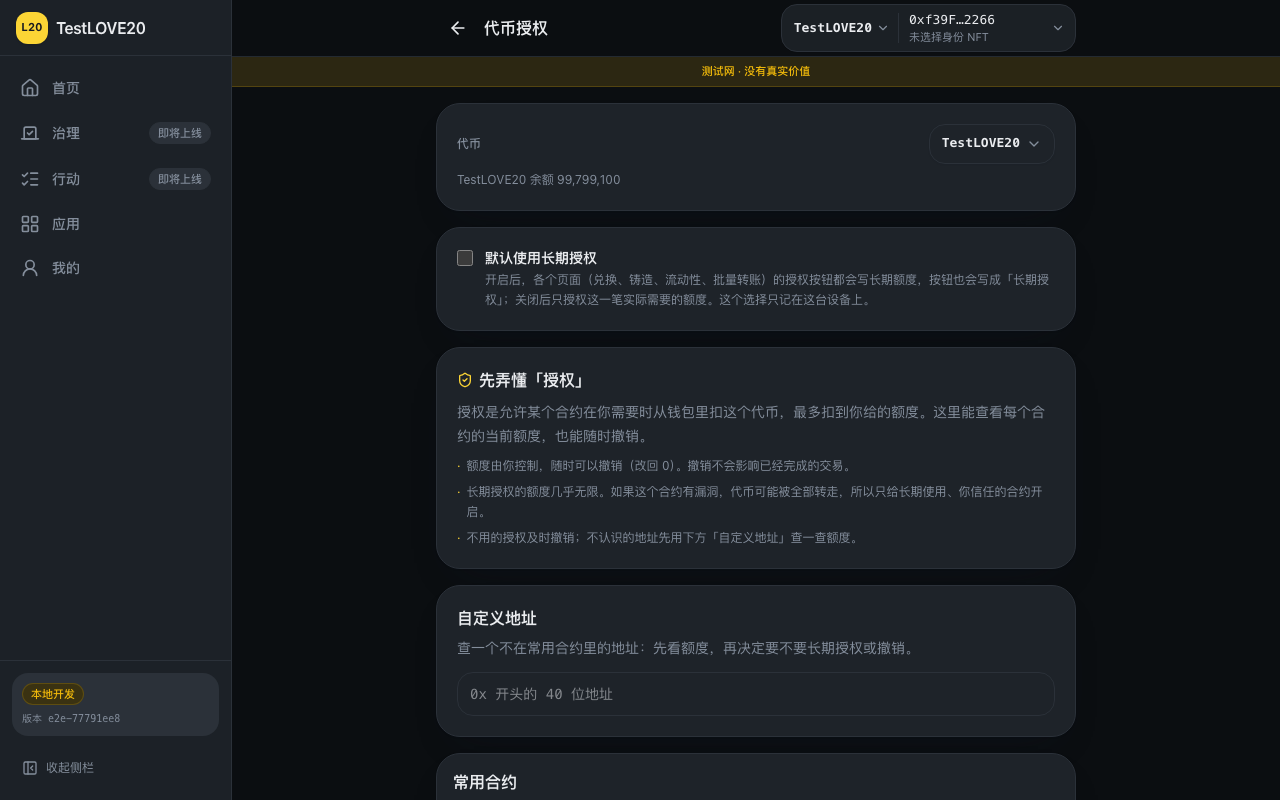 L20 TestLOVE20
首页
治理 即将上线
行动 即将上线
应用
我的
本地开发
版本 e2e-77791ee8
收起侧栏
代币授权
TestLOVE20
0xf39F…2266
未选择身份 NFT
测试网 · 没有真实价值
代币
TestLOVE20
TestLOVE20 余额 99,799,100
默认使用长期授权
开启后，各个页面（兑换、铸造、流动性、批量转账）的授权按钮都会写长期额度，按钮也会写成「长期授
权」；关闭后只授权这一笔实际需要的额度。这个选择只记在这台设备上。
先弄懂「授权」
授权是允许某个合约在你需要时从钱包里扣这个代币，最多扣到你给的额度。这里能查看每个合
约的当前额度，也能随时撤销。
· 额度由你控制，随时可以撤销（改回 0）。撤销不会影响已经完成的交易。
· 长期授权的额度几乎无限。如果这个合约有漏洞，代币可能被全部转走，所以只给长期使用、你信任的合约开
启。
· 不用的授权及时撤销；不认识的地址先用下方「自定义地址」查一查额度。
自定义地址
查一个不在常用合约里的地址：先看额度，再决定要不要长期授权或撤销。
0x 开头的 40 位地址
常用合约